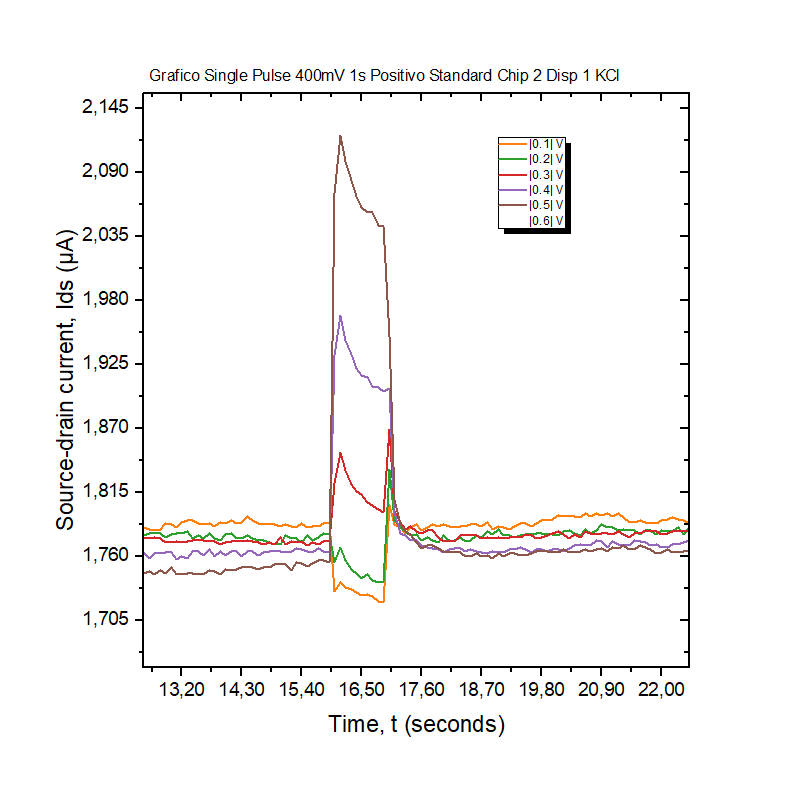 Grafico Single Pulse 400mV 1s Positivo Standard Chip 2 Disp 1 KCl
2,145
2,090
2,035
1,980
1,925
1,870
1,815
1,760
1,705
Source-drain current, Ids (µA)
|0.1| V
|0.2| V
|0.3| V
|0.4| V
|0.5| V
|0.6| V
13,20 14,30 15,40 16,50 17,60 18,70 19,80 20,90 22,00
Time, t (seconds)